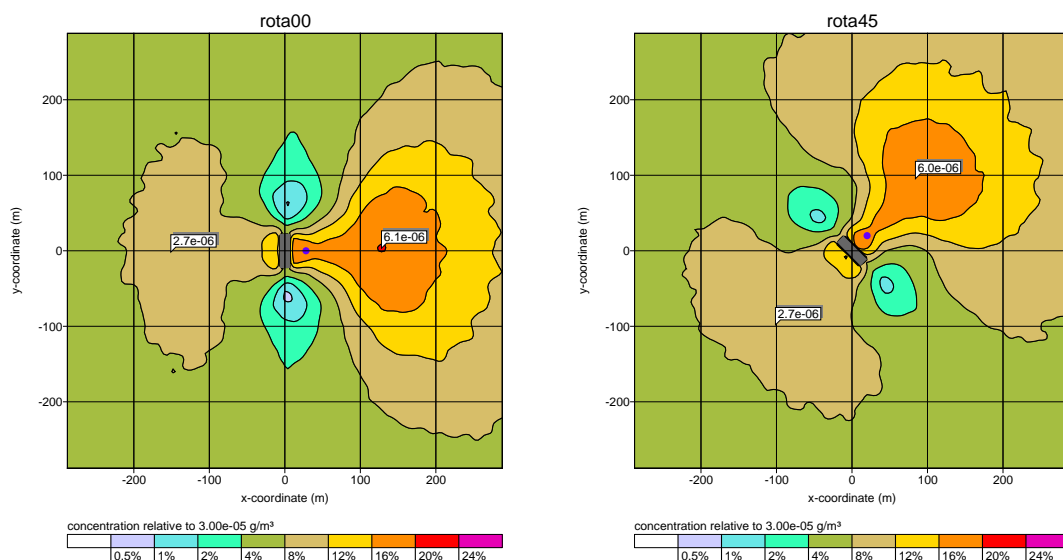 rota00
200
100
0
-100
-200
y-coordinate (m)
2.7e-06
6.1e-06
-200 -100 0 100 200
x-coordinate (m)
concentration relative to 3.00e-05 g/m³
0.5% 1% 2% 4% 8% 12% 16% 20% 24%
rota45
200
100
0
-100
-200
y-coordinate (m)
6.0e-06
2.7e-06
-200 -100 0 100 200
x-coordinate (m)
concentration relative to 3.00e-05 g/m³
0.5% 1% 2% 4% 8% 12% 16% 20% 24%